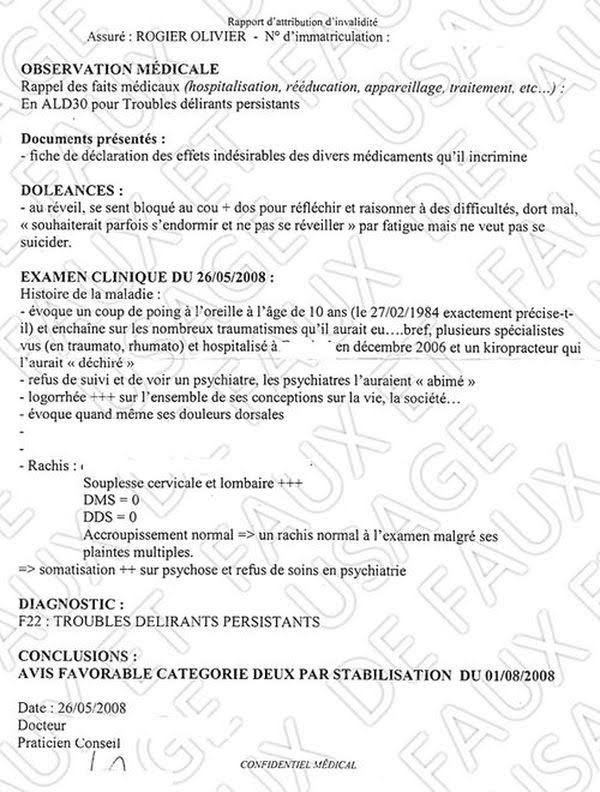 Rapport d'attribution d'invalidité
Assuré : ROGIER OLIVIER - N° d'immatriculation :
OBSERVATION MÉDICALE
Rappel des faits médicaux (hospitalisation, rééducation, appareillage, traitement, etc…) :
En ALD30 pour Troubles délirants persistants
Documents présentés :
- fiche de déclaration des effets indésirables des divers médicaments qu'il incrimine
DOLEANCES :
- au réveil, se sent bloqué au cou + dos pour réfléchir et raisonner à des difficultés, dort mal,
« souhaiterait parfois s'endormir et ne pas se réveiller » par fatigue mais ne veut pas se
suicider.
EXAMEN CLINIQUE DU 26/05/2008 :
Histoire de la maladie :
- évoque un coup de poing à l'oreille à l'âge de 10 ans (le 27/02/1984 exactement précise-t-
il) et enchaîne sur les nombreux traumatismes qu'il aurait eu….bref, plusieurs spécialistes
vus (en traumato, rhumato) et hospitalisé à en décembre 2006 et un kiropracteur qui
l'aurait « déchiré »
- refus de suivi et de voir un psychiatre, les psychiatres l'auraient « abimé »
- logorrhée +++ sur l'ensemble de ses conceptions sur la vie, la société…
- évoque quand même ses douleurs dorsales
-
-
- Rachis :
Souplesse cervicale et lombaire +++
DMS = 0
DDS = 0
Accroupissement normal => un rachis normal à l'examen malgré ses
plaintes multiples.
=> somatisation ++ sur psychose et refus de soins en psychiatrie
DIAGNOSTIC :
F22 : TROUBLES DELIRANTS PERSISTANTS
CONCLUSIONS :
AVIS FAVORABLE CATEGORIE DEUX PAR STABILISATION DU 01/08/2008
Date : 26/05/2008
Docteur
Praticien Conseil
CONFIDENTIEL MÉDICAL
FAUX ET USAGE DE FAUX